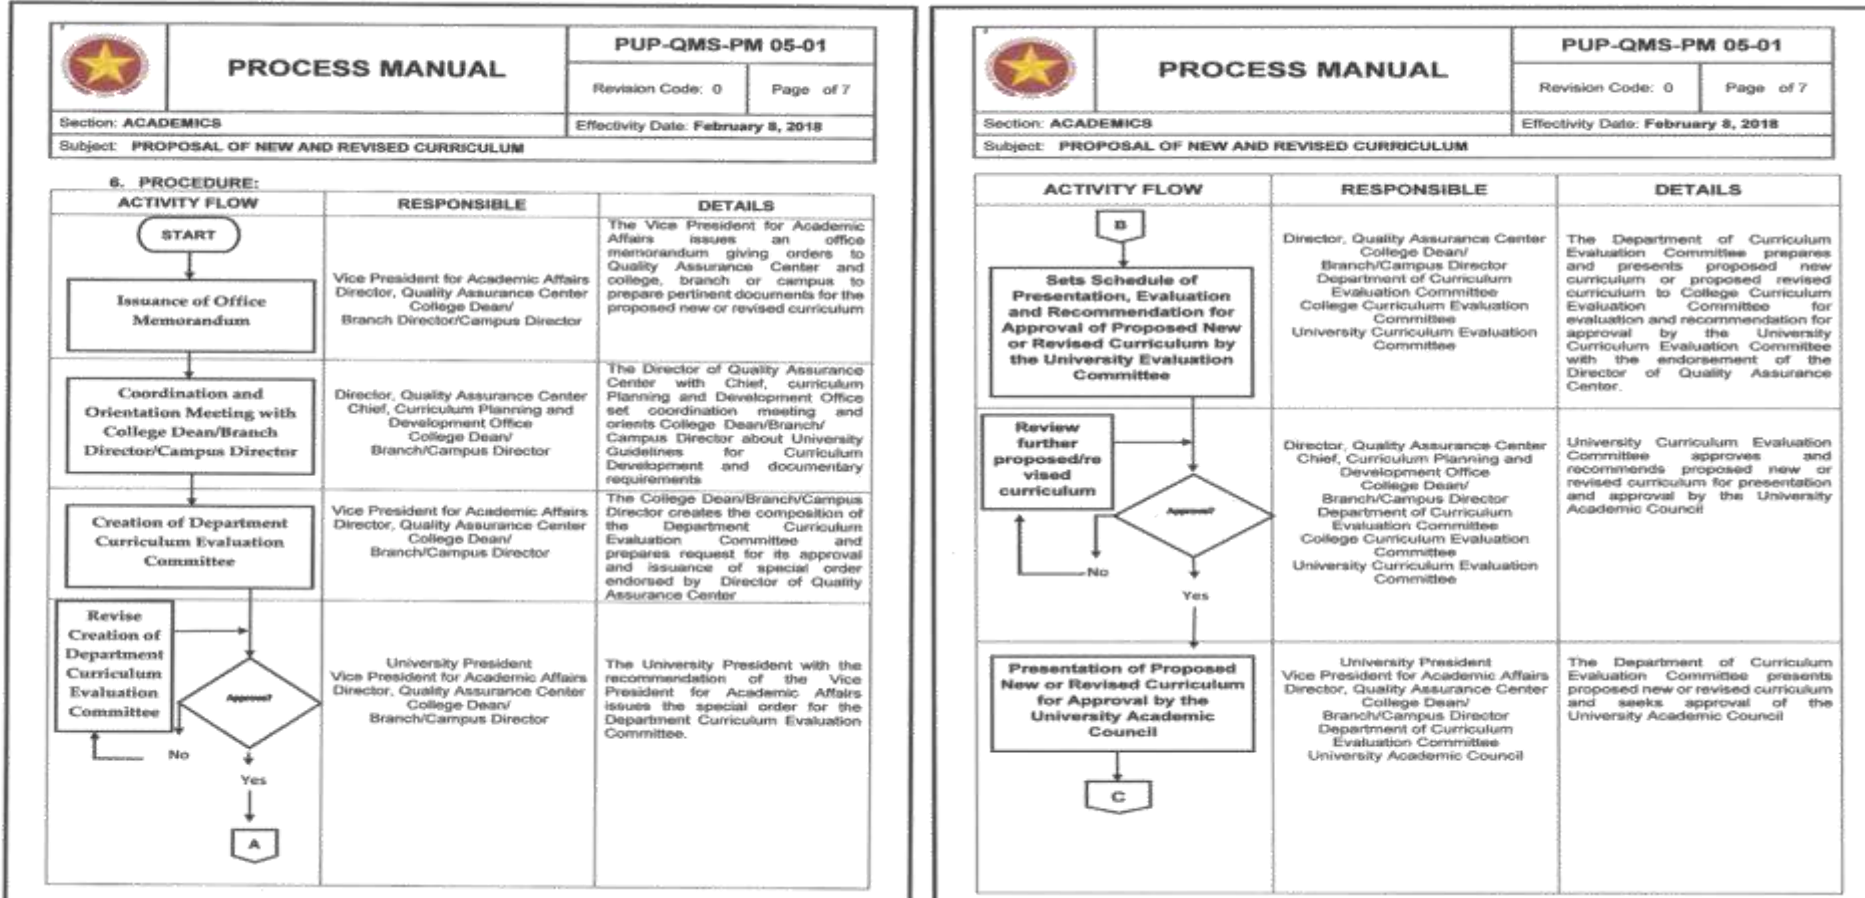 PROCESS MANUAL
PUP-QMS-PM 05-01
Revision Code: 0
Page of 7
Section: ACADEMICS
Effectivity Date: February 8, 2018
Subject: PROPOSAL OF NEW AND REVISED CURRICULUM
6. PROCEDURE:
ACTIVITY FLOW
RESPONSIBLE
DETAILS
START
Issuance of Office
Memorandum
Vice President for Academic Affairs
Director, Quality Assurance Center
College Dean/
Branch Director/Campus Director
The Vice President for Academic
Affairs issues an office
memorandum giving orders to
Quality Assurance Center and
college, branch or campus to
prepare pertinent documents for the
proposed new or revised curriculum
Coordination and
Orientation Meeting with
College Dean/Branch
Director/Campus Director
Director, Quality Assurance Center
Chief, Curriculum Planning and
Development Office
College Dean/
Branch/Campus Director
The Director of Quality Assurance
Center with Chief, curriculum
Planning and Development Office
set coordination meeting and
orients College Dean/Branch/
Campus Director about University
Guidelines for Curriculum
Development and documentary
requirements
Creation of Department
Curriculum Evaluation
Committee
Vice President for Academic Affairs
Director, Quality Assurance Center
College Dean/
Branch/Campus Director
The College Dean/Branch/Campus
Director creates the composition of
the Department Curriculum
Evaluation Committee and
prepares request for its approval
and issuance of special order
endorsed by Director of Quality
Assurance Center
Revise
Creation of
Department
Curriculum
Evaluation
Committee
Approve?
No
Yes
A
University President
Vice President for Academic Affairs
Director, Quality Assurance Center
College Dean/
Branch/Campus Director
The University President with the
recommendation of the Vice
President for Academic Affairs
issues the special order for the
Department Curriculum Evaluation
Committee.
PROCESS MANUAL
PUP-QMS-PM 05-01
Revision Code: 0
Page of 7
Section: ACADEMICS
Effectivity Date: February 8, 2018
Subject: PROPOSAL OF NEW AND REVISED CURRICULUM
ACTIVITY FLOW
RESPONSIBLE
DETAILS
B
Sets Schedule of
Presentation, Evaluation
and Recommendation for
Approval of Proposed New
or Revised Curriculum by
the University Evaluation
Committee
Director, Quality Assurance Center
College Dean/
Branch/Campus Director
Department of Curriculum
Evaluation Committee
College Curriculum Evaluation
Committee
University Curriculum Evaluation
Committee
The Department of Curriculum
Evaluation Committee prepares
and presents proposed new
curriculum or proposed revised
curriculum to College Curriculum
Evaluation Committee for
evaluation and recommendation for
approval by the University
Curriculum Evaluation Committee
with the endorsement of the
Director of Quality Assurance
Center.
Review
further
proposed/re
vised
curriculum
Approve?
No
Yes
Director, Quality Assurance Center
Chief, Curriculum Planning and
Development Office
College Dean/
Branch/Campus Director
Department of Curriculum
Evaluation Committee
College Curriculum Evaluation
Committee
University Curriculum Evaluation
Committee
University Curriculum Evaluation
Committee approves and
recommends proposed new or
revised curriculum for presentation
and approval by the University
Academic Council
Presentation of Proposed
New or Revised Curriculum
for Approval by the
University Academic
Council
C
University President
Vice President for Academic Affairs
Director, Quality Assurance Center
College Dean/
Branch/Campus Director
Department of Curriculum
Evaluation Committee
University Academic Council
The Department of Curriculum
Evaluation Committee presents
proposed new or revised curriculum
and seeks approval of the
University Academic Council